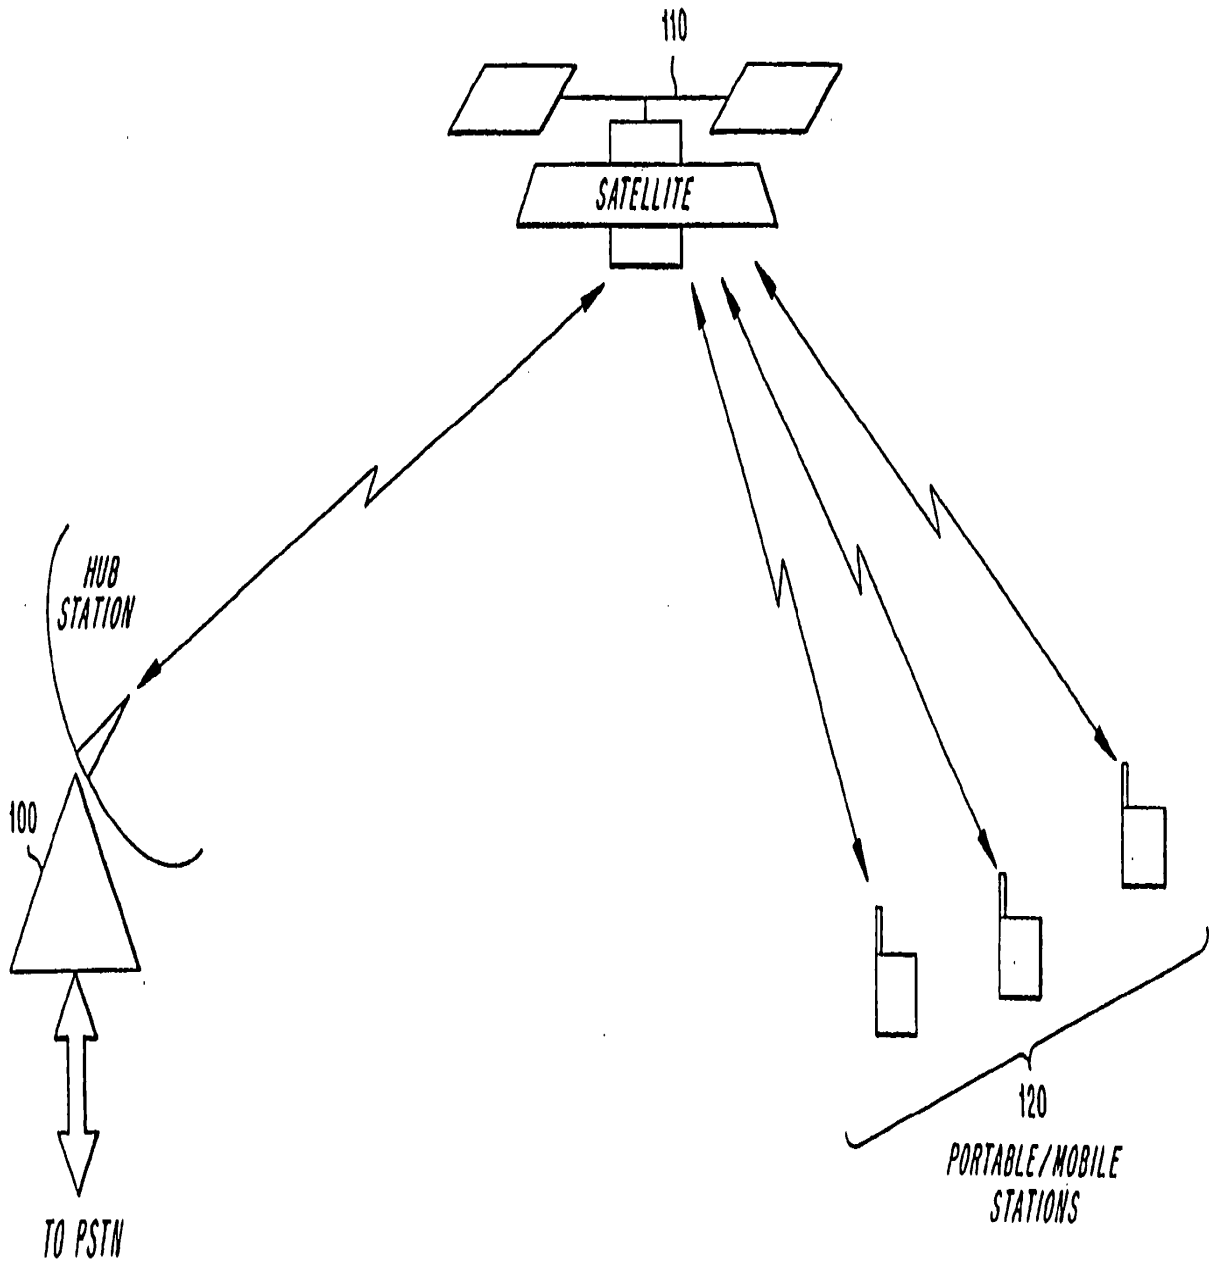 110
SATELLITE
HUB
STATION
100
TO PSTN
120
PORTABLE/MOBILE
STATIONS